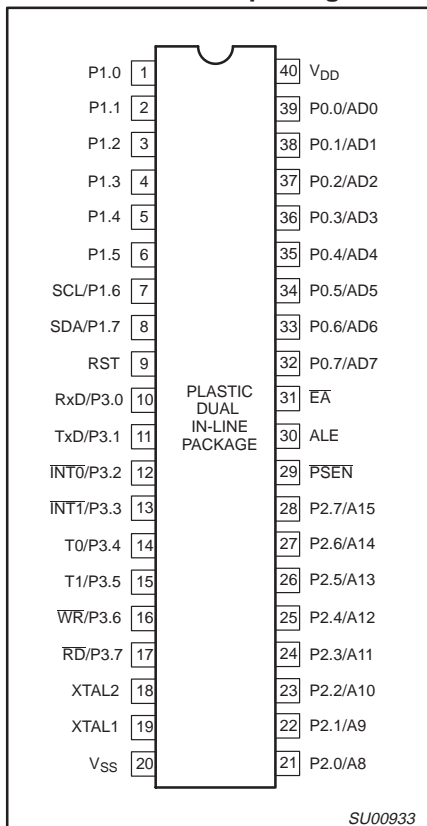 P1.0 1 40 VDD
P1.1 2 39 P0.0/AD0
P1.2 3 38 P0.1/AD1
P1.3 4 37 P0.2/AD2
P1.4 5 36 P0.3/AD3
P1.5 6 35 P0.4/AD4
SCL/P1.6 7 34 P0.5/AD5
SDA/P1.7 8 33 P0.6/AD6
RST 9 32 P0.7/AD7
RxD/P3.0 10 31 E̅A̅
TxD/P3.1 11 30 ALE
I̅N̅T̅0̅/P3.2 12 29 P̅S̅E̅N̅
I̅N̅T̅1̅/P3.3 13 28 P2.7/A15
T0/P3.4 14 27 P2.6/A14
T1/P3.5 15 26 P2.5/A13
W̅R̅/P3.6 16 25 P2.4/A12
R̅D̅/P3.7 17 24 P2.3/A11
XTAL2 18 23 P2.2/A10
XTAL1 19 22 P2.1/A9
VSS 20 21 P2.0/A8
PLASTIC
DUAL
IN-LINE
PACKAGE
SU00933